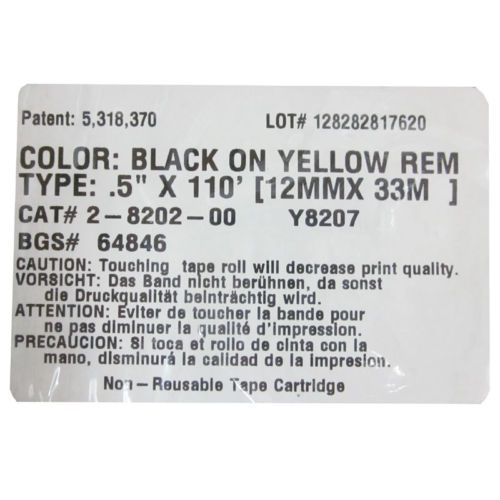 Patent: 5,318,370 LOT# 128282817620
COLOR: BLACK ON YELLOW REM
TYPE: .5" X 110' [12MMX 33M ]
CAT# 2-8202-00 Y8207
BGS# 64846
CAUTION: Touching tape roll will decrease print quality.
VORSICHT: Das Band nicht berühnen, da sonst
die Druckqualität beinträchtig wird.
ATTENTION: Eviter de toucher la bande pour
ne pas diminuer la qualité d'impression.
PRECAUCION: Si toca et rollo de cinta con la
mano, disminurá la calidad de la impresion.
Non-Reusable Tape Cartridge